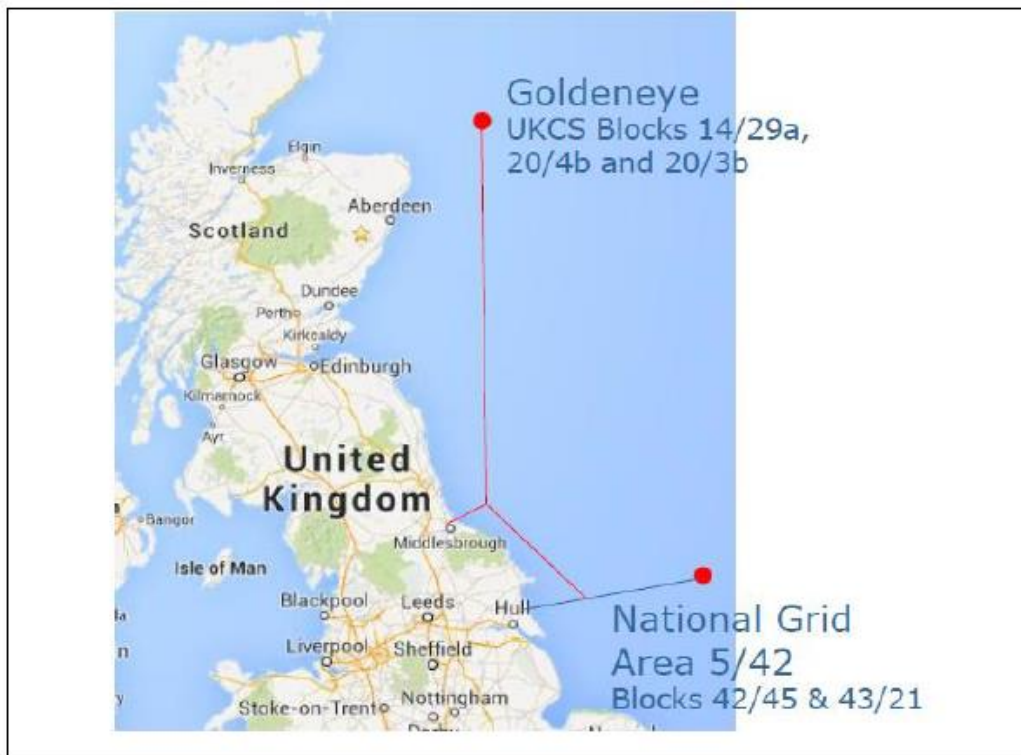 Goldeneye
UKCS Blocks 14/29a,
20/4b and 20/3b
Elgin
Inverness
Aberdeen
Scotland
Dundee
Perth
Kirkcaldy
Glasgow
Edinburgh
Kilmarnock
Ayr
United
Kingdom
Bangor
Middlesbrough
Isle of Man
Blackpool
Leeds
Hull
National Grid
Area 5/42
Blocks 42/45 & 43/21
Liverpool
Sheffield
Nottingham
Stoke-on-Trent